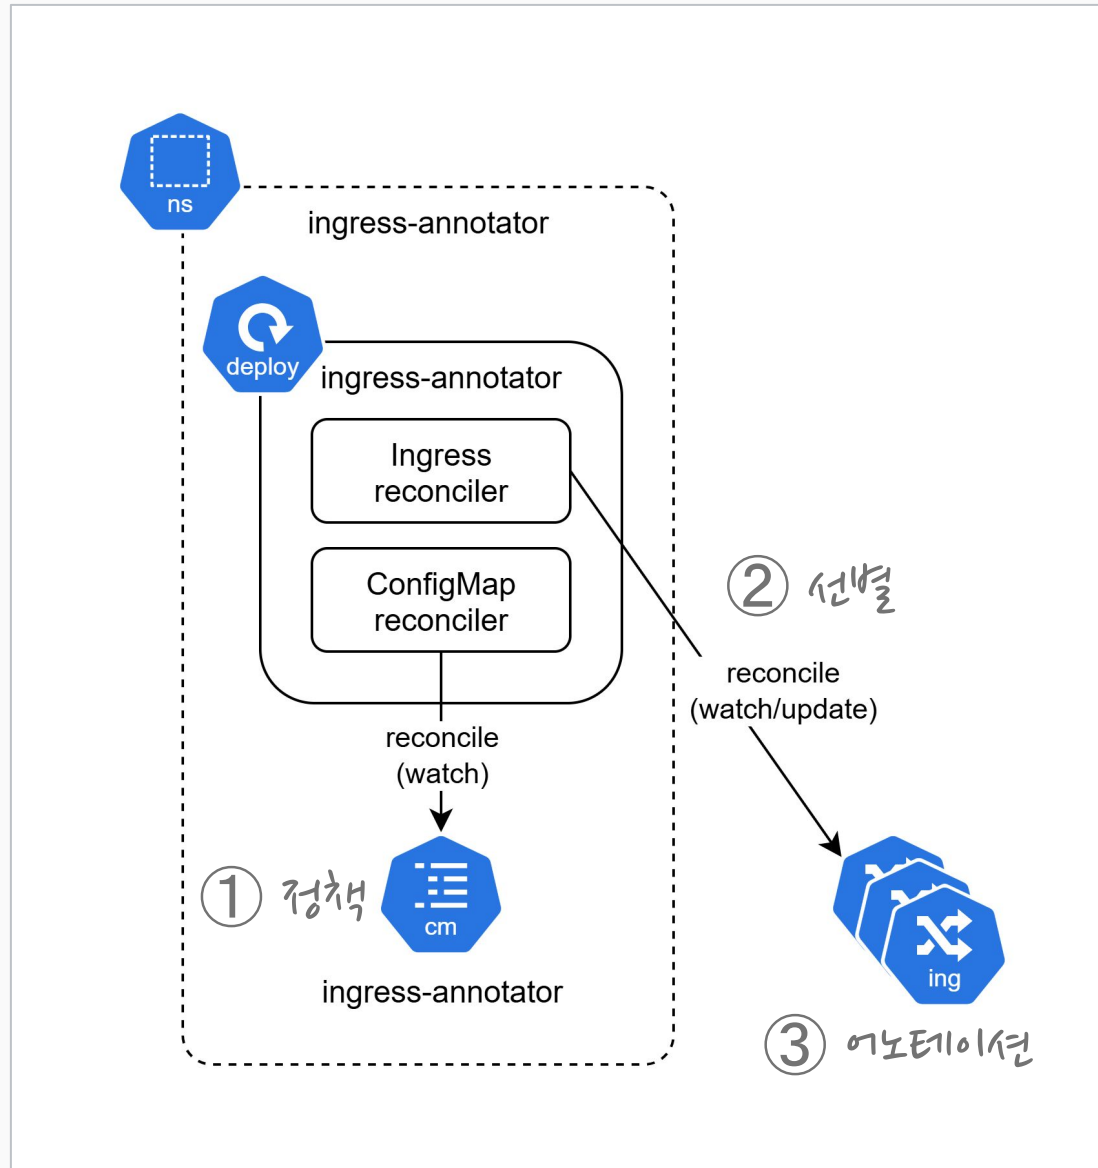 ns
ingress-annotator
deploy
ingress-annotator
Ingress
reconciler
ConfigMap
reconciler
② 선별
reconcile
(watch/update)
reconcile
(watch)
① 정책
cm
ing
ingress-annotator
③ 어노테이션